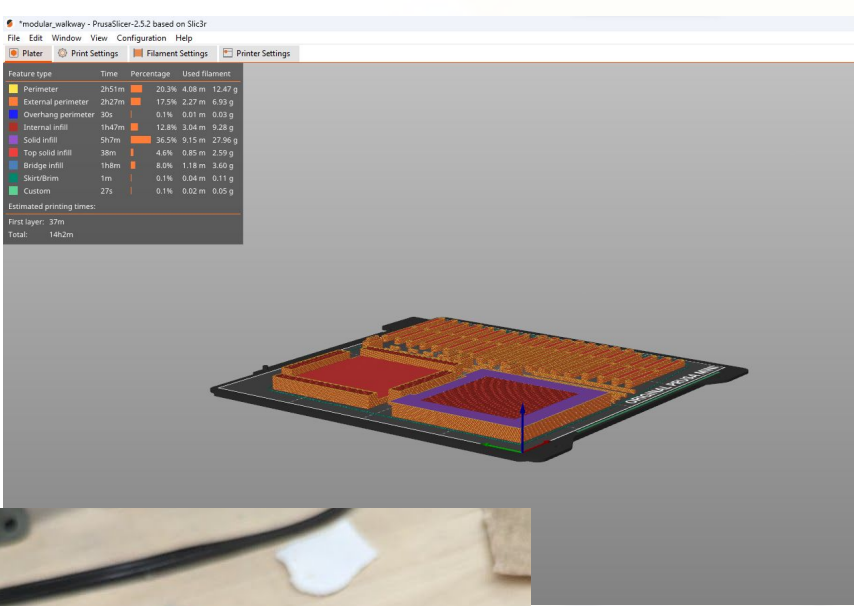 *modular_walkway - PrusaSlicer-2.5.2 based on Slic3r
File Edit Window View Configuration Help
Plater Print Settings Filament Settings Printer Settings
Feature type Time Percentage Used filament
Perimeter 2h51m 20.3% 4.08 m 12.47 g
External perimeter 2h27m 17.5% 2.27 m 6.93 g
Overhang perimeter 30s 0.1% 0.01 m 0.03 g
Internal infill 1h47m 12.8% 3.04 m 9.28 g
Solid infill 5h7m 36.5% 9.15 m 27.96 g
Top solid infill 38m 4.6% 0.85 m 2.59 g
Bridge infill 1h8m 8.0% 1.18 m 3.60 g
Skirt/Brim 1m 0.1% 0.04 m 0.11 g
Custom 27s 0.1% 0.02 m 0.05 g
Estimated printing times:
First layer: 37m
Total: 14h2m
ORIGINAL PRUSA MINI